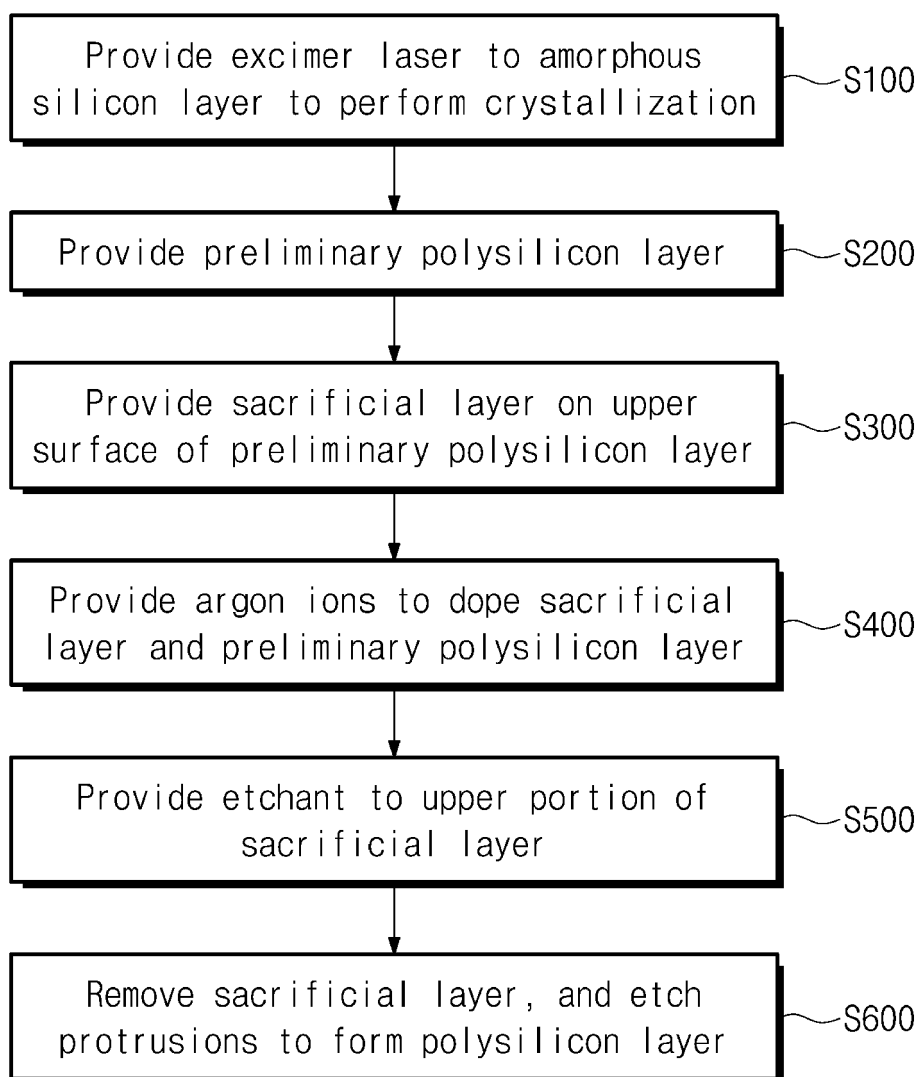 Provide excimer laser to amorphous
silicon layer to perform crystallization
S100
Provide preliminary polysilicon layer
S200
Provide sacrificial layer on upper
surface of preliminary polysilicon layer
S300
Provide argon ions to dope sacrificial
layer and preliminary polysilicon layer
S400
Provide etchant to upper portion of
sacrificial layer
S500
Remove sacrificial layer, and etch
protrusions to form polysilicon layer
S600